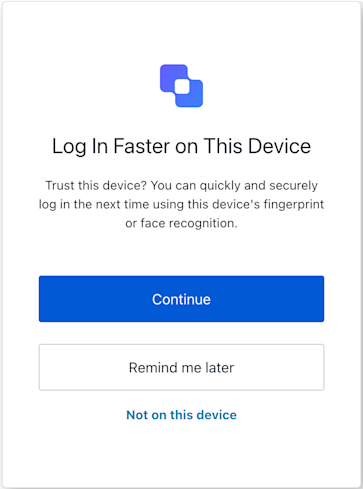 Log In Faster on This Device
Trust this device? You can quickly and securely
log in the next time using this device's fingerprint
or face recognition.
Continue
Remind me later
Not on this device